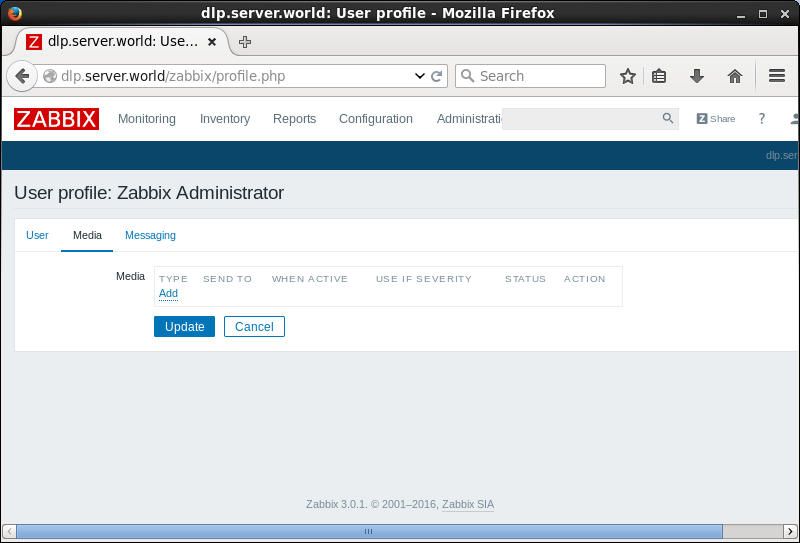 dlp.server.world: User profile - Mozilla Firefox
dlp.server.world: Use...
dlp.server.world/zabbix/profile.php
Search
ZABBIX Monitoring Inventory Reports Configuration Administrati Z Share ?
dlp.ser
User profile: Zabbix Administrator
User Media Messaging
Media TYPE SEND TO WHEN ACTIVE USE IF SEVERITY STATUS ACTION
Add
Update Cancel
Zabbix 3.0.1. © 2001–2016, Zabbix SIA